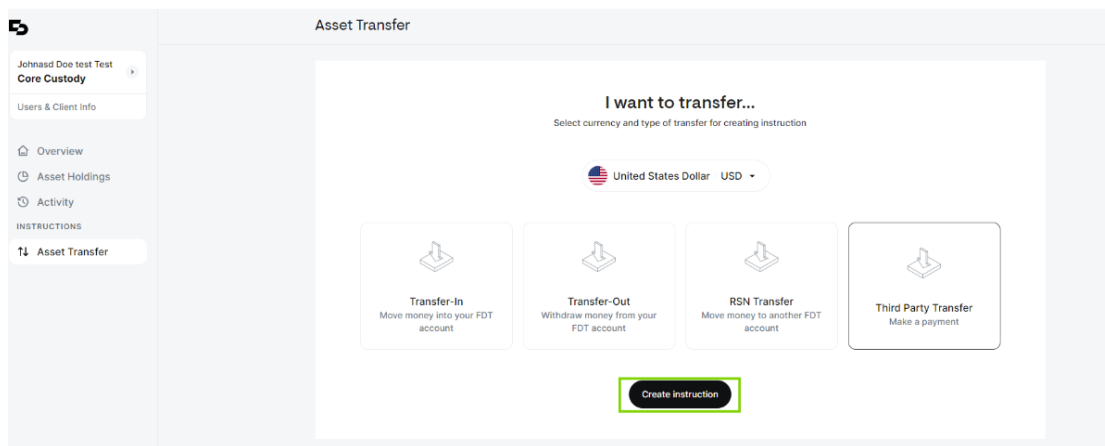 Asset Transfer
Johnasd Doe test Test
Core Custody
Users & Client Info
Overview
Asset Holdings
Activity
INSTRUCTIONS
Asset Transfer
I want to transfer...
Select currency and type of transfer for creating instruction
United States Dollar USD
Transfer-In
Move money into your FDT
account
Transfer-Out
Withdraw money from your
FDT account
RSN Transfer
Move money to another FDT
account
Third Party Transfer
Make a payment
Create instruction